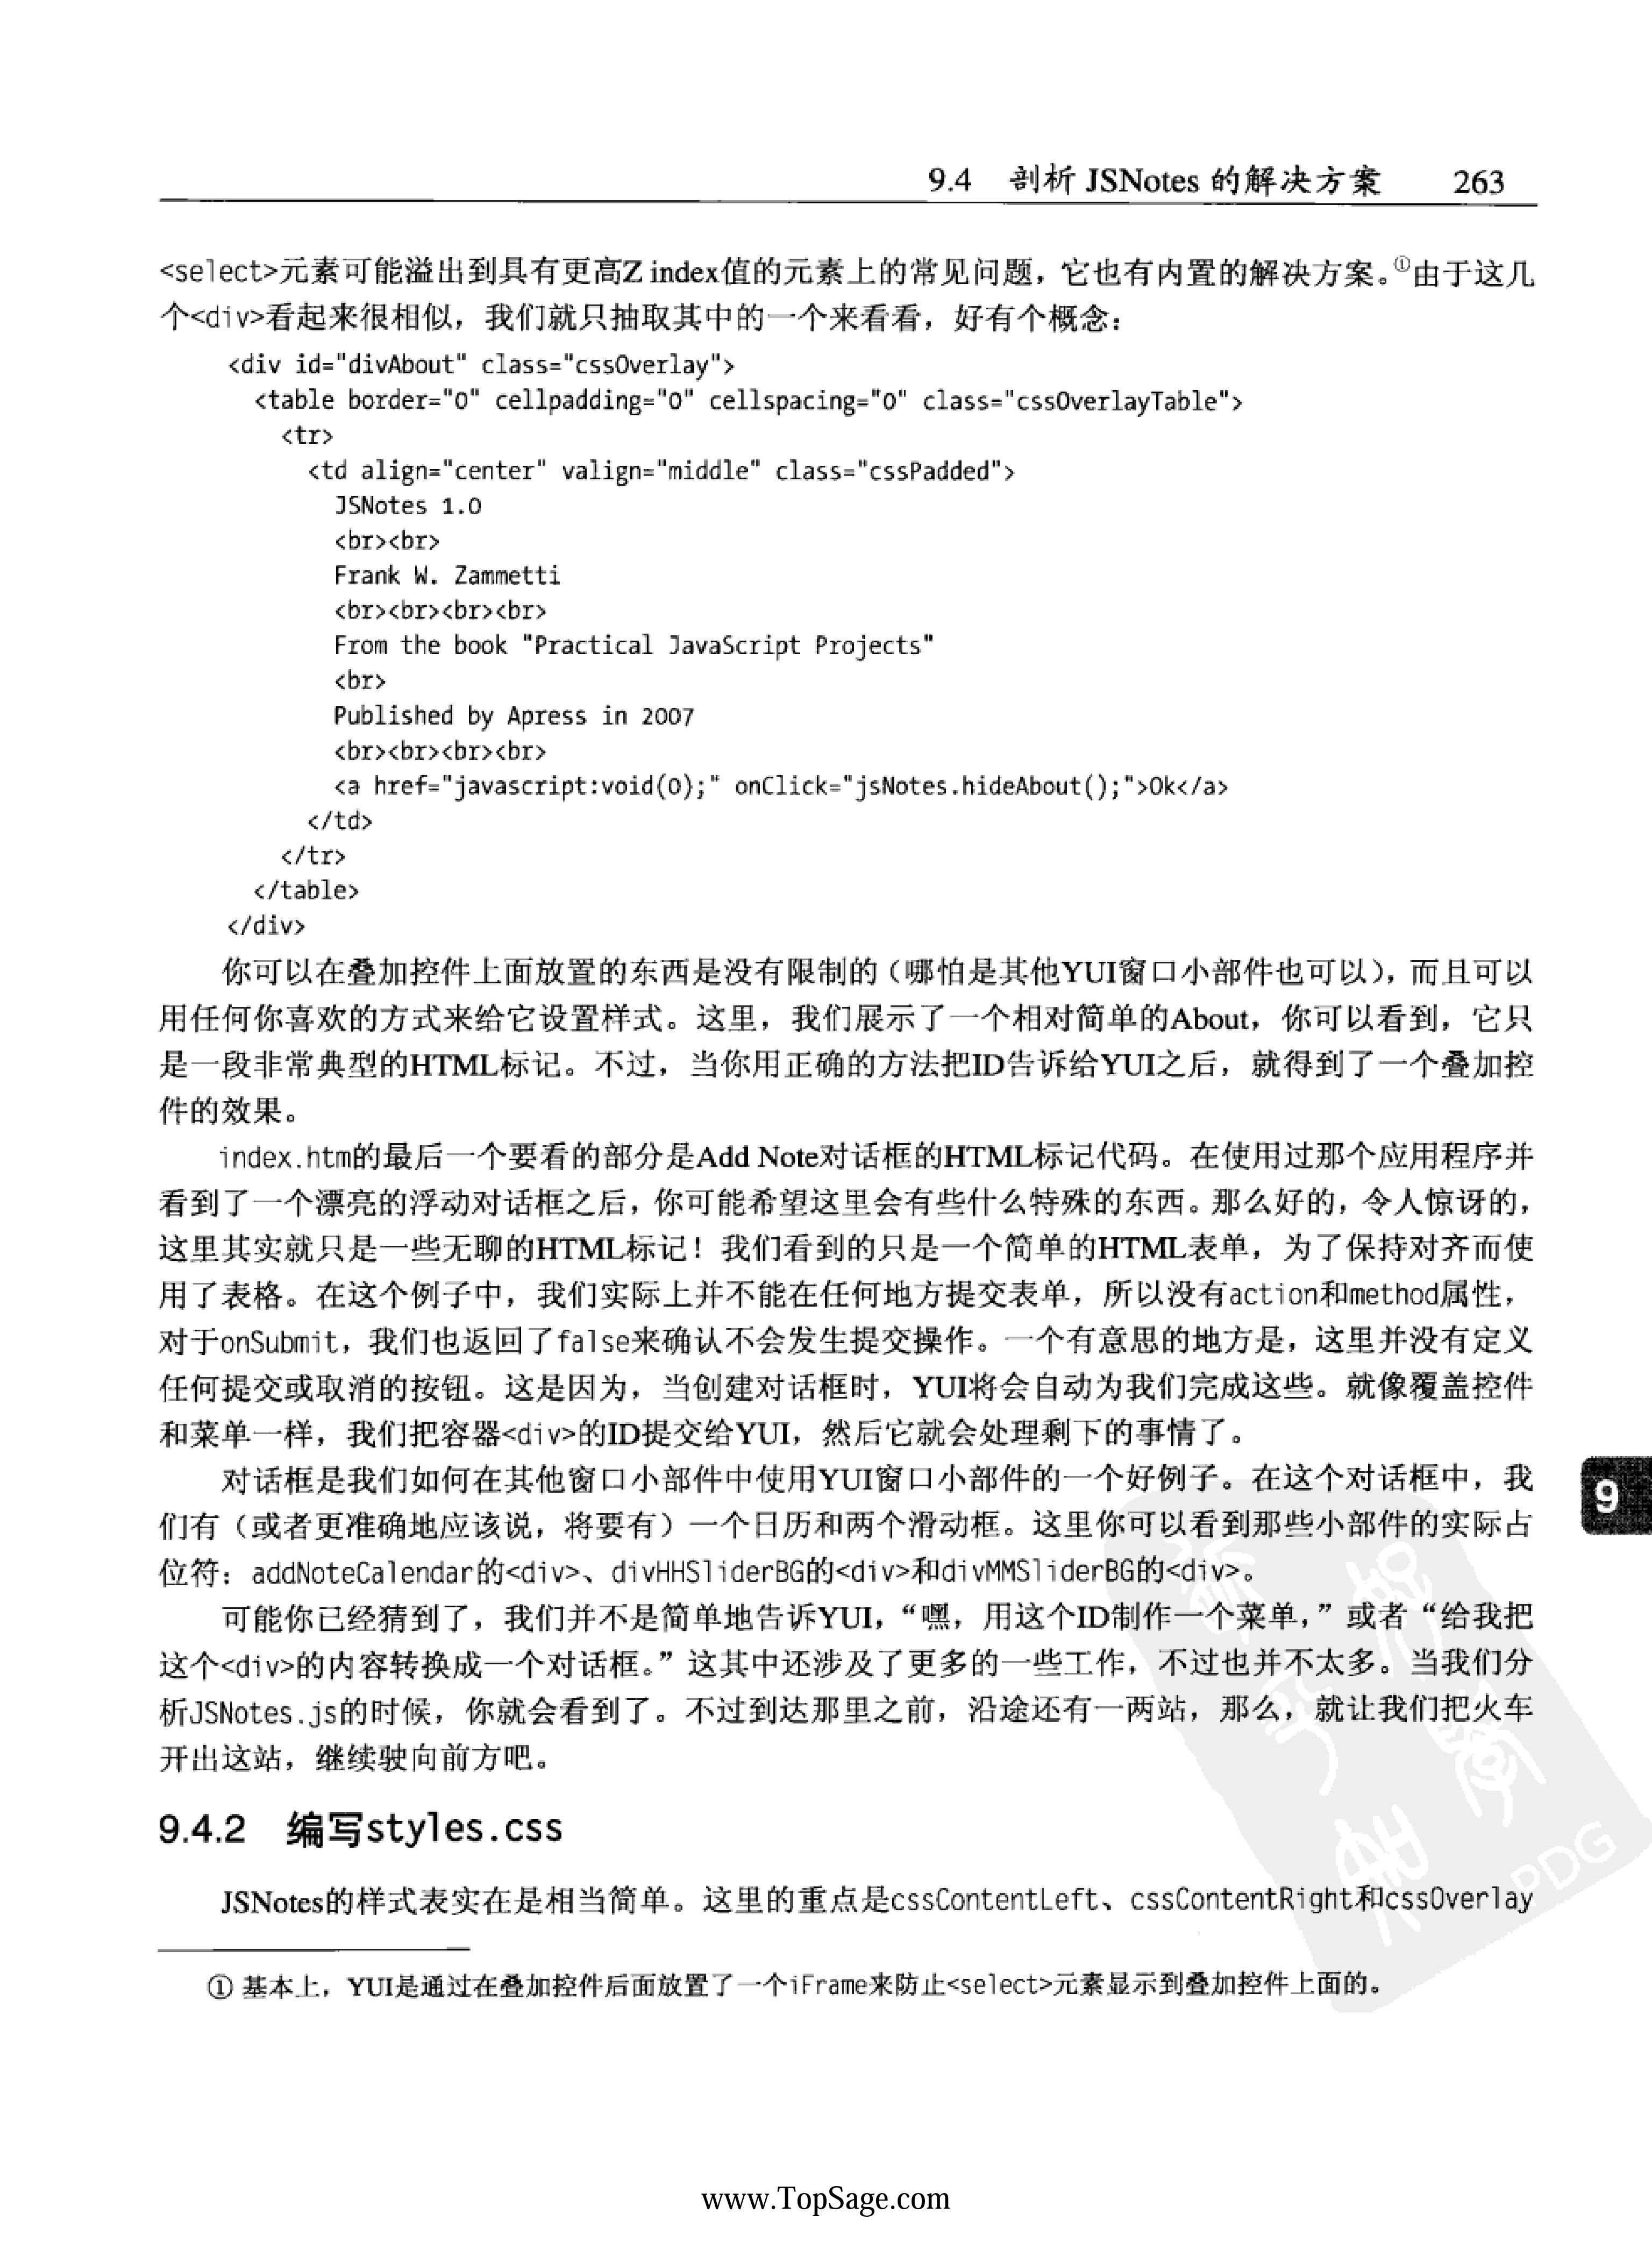 9.4 剖析 JSNotes 的解决方案 263
<select>元素可能溢出到具有更高Z index值的元素上的常见问题，它也有内置的解决方案。①由于这几
个<div>看起来很相似，我们就只抽取其中的一个来看看，好有个概念：
<div id="divAbout" class="cssOverlay">
<table border="0" cellpadding="0" cellspacing="0" class="cssOverlayTable">
<tr>
<td align="center" valign="middle" class="cssPadded">
JSNotes 1.0
<br><br>
Frank W. Zammetti
<br><br><br><br>
From the book "Practical JavaScript Projects"
<br>
Published by Apress in 2007
<br><br><br><br>
<a href="javascript:void(0);" onClick="jsNotes.hideAbout();">Ok</a>
</td>
</tr>
</table>
</div>
你可以在叠加控件上面放置的东西是没有限制的（哪怕是其他YUI窗口小部件也可以），而且可以
用任何你喜欢的方式来给它设置样式。这里，我们展示了一个相对简单的About，你可以看到，它只
是一段非常典型的HTML标记。不过，当你用正确的方法把ID告诉给YUI之后，就得到了一个叠加控
件的效果。
index.htm的最后一个要看的部分是Add Note对话框的HTML标记代码。在使用过那个应用程序并
看到了一个漂亮的浮动对话框之后，你可能希望这里会有些什么特殊的东西。那么好的，令人惊讶的，
这里其实就只是一些无聊的HTML标记！我们看到的只是一个简单的HTML表单，为了保持对齐而使
用了表格。在这个例子中，我们实际上并不能在任何地方提交表单，所以没有action和method属性，
对于onSubmit，我们也返回了false来确认不会发生提交操作。一个有意思的地方是，这里并没有定义
任何提交或取消的按钮。这是因为，当创建对话框时，YUI将会自动为我们完成这些。就像覆盖控件
和菜单一样，我们把容器<div>的ID提交给YUI，然后它就会处理剩下的事情了。
对话框是我们如何在其他窗口小部件中使用YUI窗口小部件的一个好例子。在这个对话框中，我
们有（或者更准确地应该说，将要有）一个日历和两个滑动框。这里你可以看到那些小部件的实际占
位符：addNoteCalendar的<div>、divHHSliderBG的<div>和divMMSliderBG的<div>。
可能你已经猜到了，我们并不是简单地告诉YUI，“嘿，用这个ID制作一个菜单，”或者“给我把
这个<div>的内容转换成一个对话框。”这其中还涉及了更多的一些工作，不过也并不太多。当我们分
析JSNotes.js的时候，你就会看到了。不过到达那里之前，沿途还有一两站，那么，就让我们把火车
开出这站，继续驶向前方吧。
9
9.4.2 编写styles.css
JSNotes的样式表实在是相当简单。这里的重点是cssContentLeft、cssContentRight和cssOverlay
PDG
① 基本上，YUI是通过在叠加控件后面放置了一个iFrame来防止<select>元素显示到叠加控件上面的。
www.TopSage.com